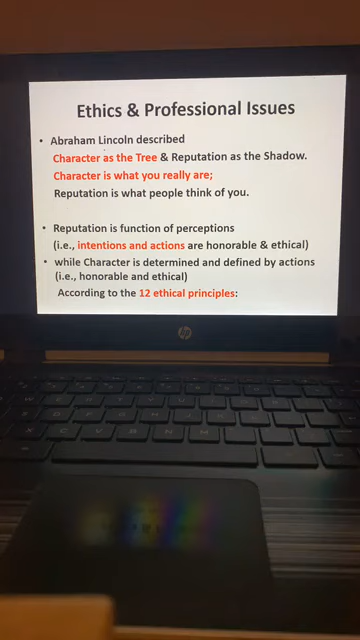 Ethics & Professional Issues
• Abraham Lincoln described
Character as the Tree & Reputation as the Shadow.
Character is what you really are;
Reputation is what people think of you.
• Reputation is function of perceptions
(i.e., intentions and actions are honorable & ethical)
• while Character is determined and defined by actions
(i.e., honorable and ethical)
According to the 12 ethical principles:
hp